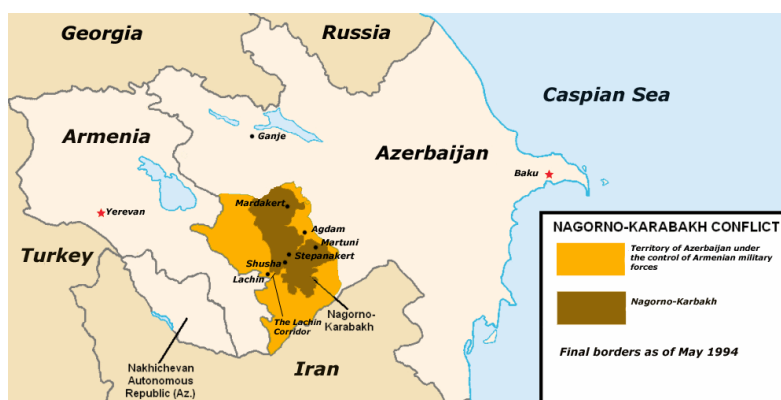 Georgia
Russia
Caspian Sea
Armenia
Ganje
Azerbaijan
Baku
Mardakert
Yerevan
Agdam
Martuni
Stepanakert
Shusha
Lachin
Turkey
The Lachin
Corridor
Nagorno-
Karabakh
Iran
Nakhichevan
Autonomous
Republic (Az.)
NAGORNO-KARABAKH CONFLICT
Territory of Azerbaijan under
the control of Armenian military
forces
Nagorno-Karbakh
Final borders as of May 1994